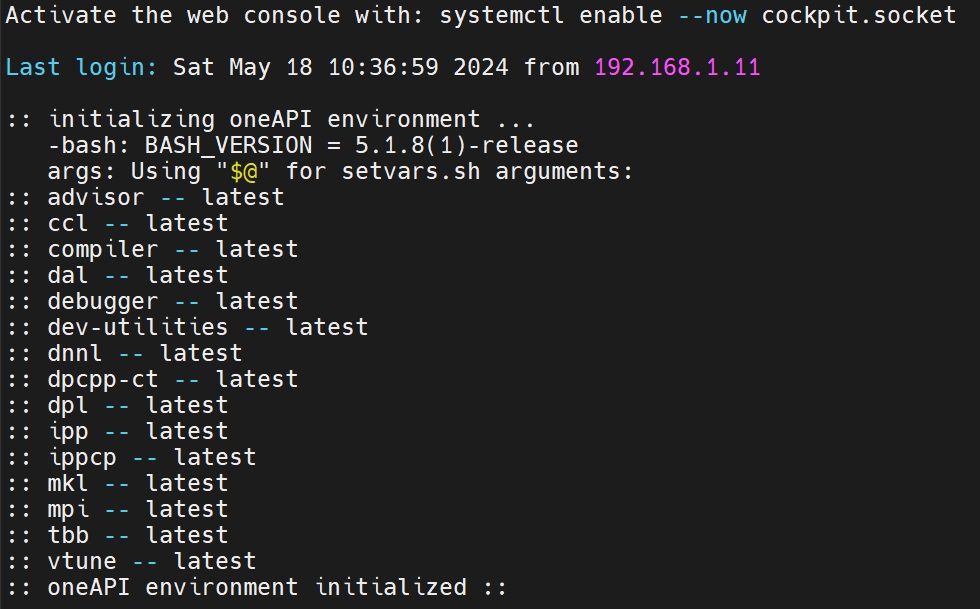 Activate the web console with: systemctl enable --now cockpit.socket
Last login: Sat May 18 10:36:59 2024 from 192.168.1.11
:: initializing oneAPI environment ...
   -bash: BASH_VERSION = 5.1.8(1)-release
   args: Using "$@" for setvars.sh arguments:
:: advisor -- latest
:: ccl -- latest
:: compiler -- latest
:: dal -- latest
:: debugger -- latest
:: dev-utilities -- latest
:: dnnl -- latest
:: dpcpp-ct -- latest
:: dpl -- latest
:: ipp -- latest
:: ippcp -- latest
:: mkl -- latest
:: mpi -- latest
:: tbb -- latest
:: vtune -- latest
:: oneAPI environment initialized ::